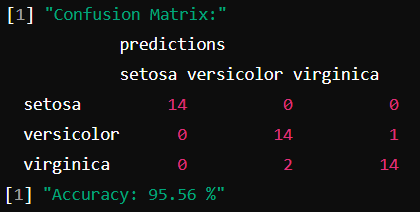 [1] "Confusion Matrix:"
predictions
setosa versicolor virginica
setosa 14 0 0
versicolor 0 14 1
virginica 0 2 14
[1] "Accuracy: 95.56 %"